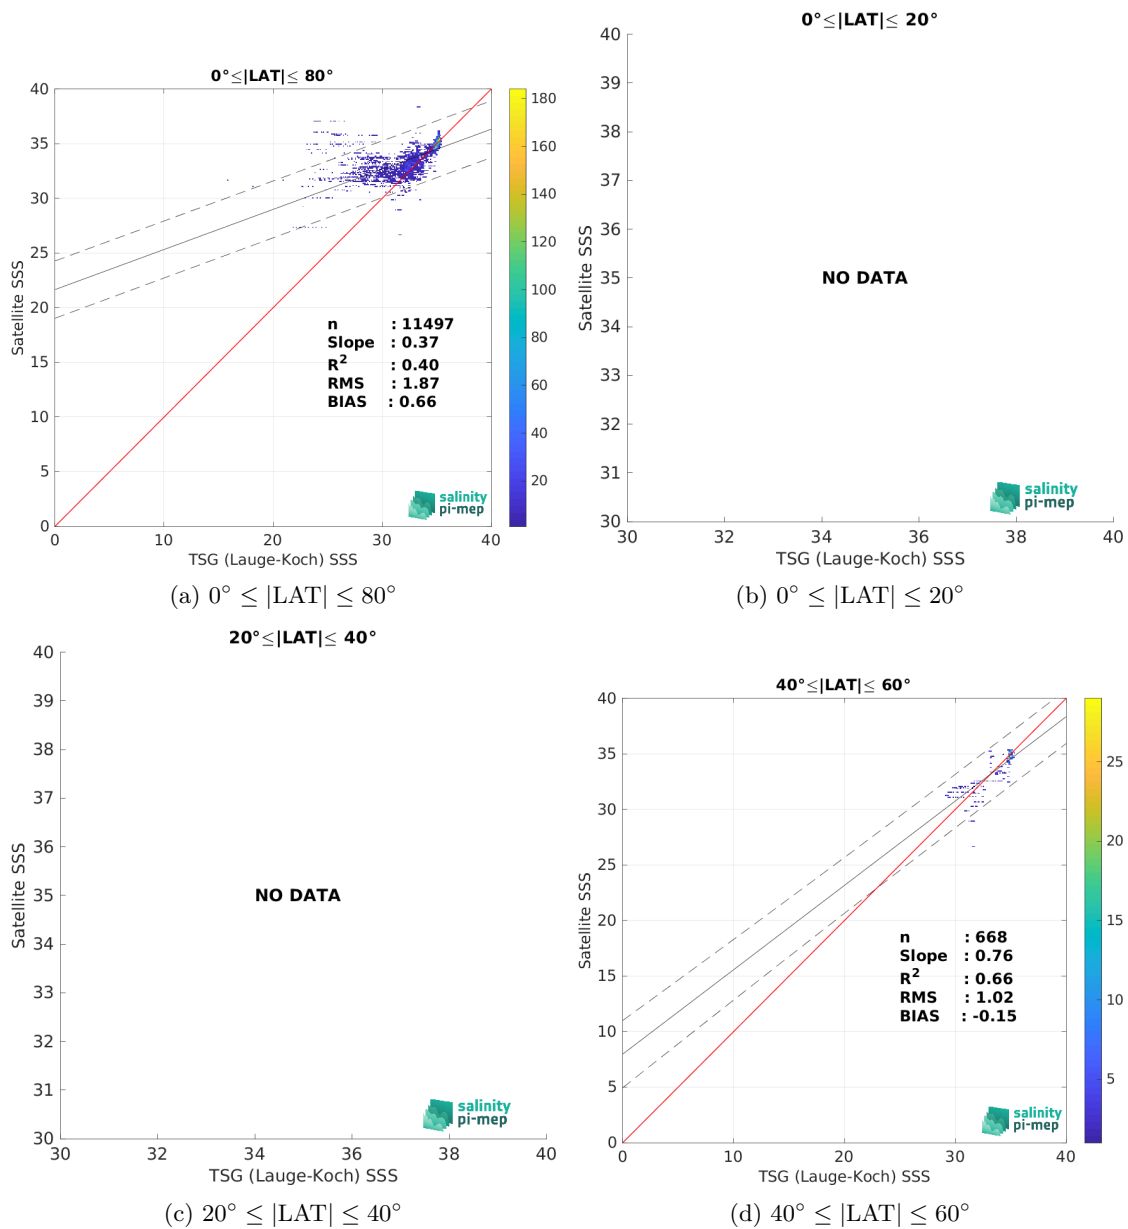 0°≤|LAT|≤ 80°
40
35
30
25
20
15
10
5
0
0
10
20
30
40
Satellite SSS
TSG (Lauge-Koch) SSS
n : 11497
Slope : 0.37
R² : 0.40
RMS : 1.87
BIAS : 0.66
salinity
pi-mep
180
160
140
120
100
80
60
40
20
(a) 0° ≤ |LAT| ≤ 80°
0°≤|LAT|≤ 20°
40
39
38
37
36
35
34
33
32
31
30
30
32
34
36
38
40
Satellite SSS
NO DATA
salinity
pi-mep
TSG (Lauge-Koch) SSS
(b) 0° ≤ |LAT| ≤ 20°
20°≤|LAT|≤ 40°
40
39
38
37
36
35
34
33
32
31
30
30
32
34
36
38
40
Satellite SSS
NO DATA
salinity
pi-mep
TSG (Lauge-Koch) SSS
(c) 20° ≤ |LAT| ≤ 40°
40°≤|LAT|≤ 60°
40
35
30
25
20
15
10
5
0
0
10
20
30
40
Satellite SSS
TSG (Lauge-Koch) SSS
n : 668
Slope : 0.76
R² : 0.66
RMS : 1.02
BIAS : -0.15
salinity
pi-mep
25
20
15
10
5
(d) 40° ≤ |LAT| ≤ 60°